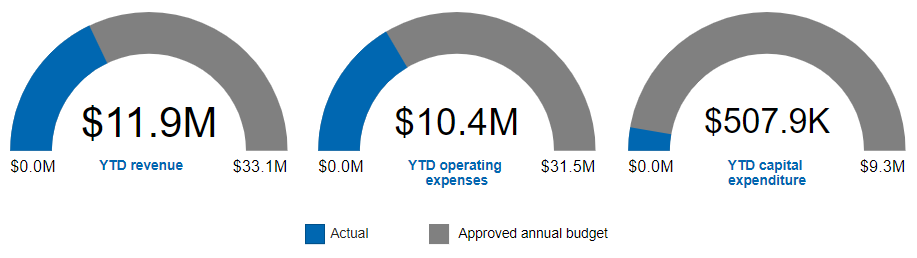 $11.9M
$0.0M
YTD revenue
$33.1M
$10.4M
$0.0M
YTD operating
expenses
$31.5M
$507.9K
$0.0M
YTD capital
expenditure
$9.3M
Actual
Approved annual budget